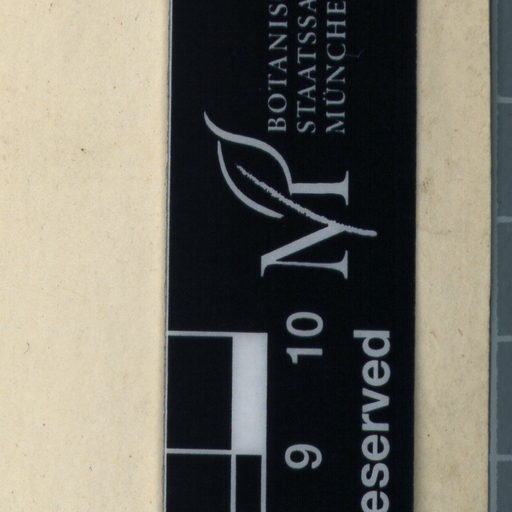 BOTANIS
STAATSSA
MÜNCHE
M
9 10
eserved